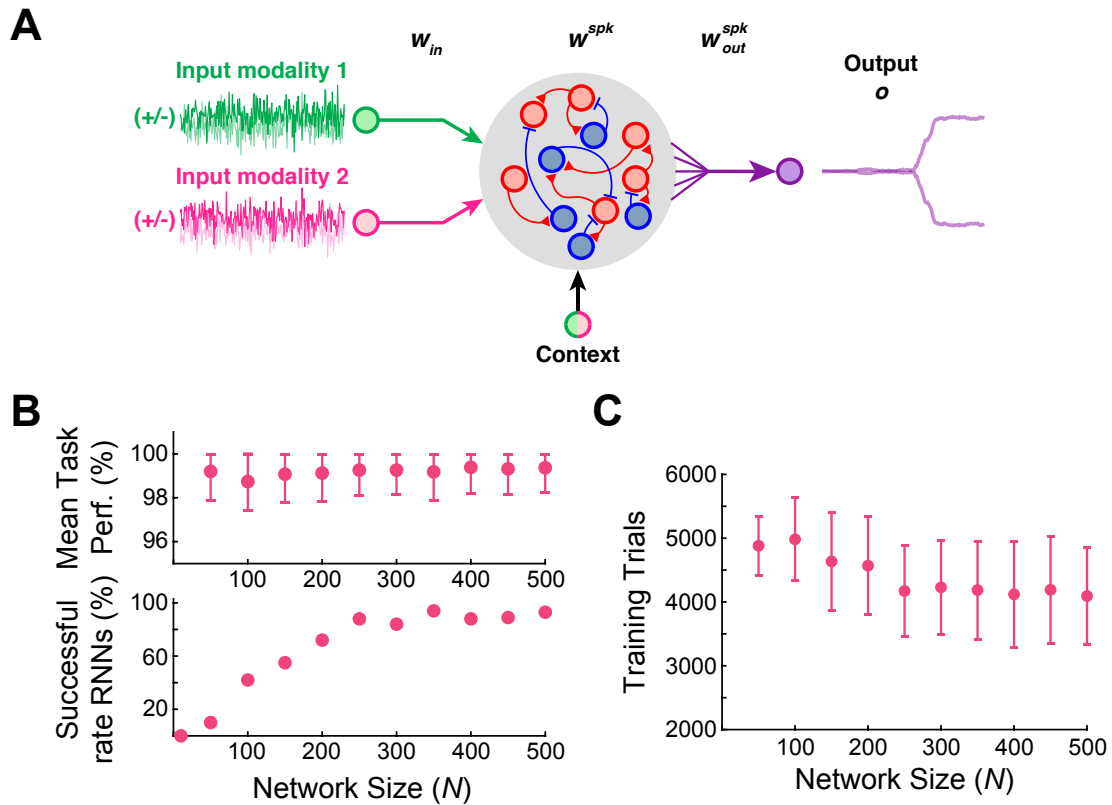 A
w_in
w^spk
w^spk_out
Input modality 1
(+/-)
Input modality 2
(+/-)
Output
o
Context
B
Mean Task
Perf. (%)
100
98
96
100 200 300 400 500
Successful
rate RNNs (%)
100
60
20
100 200 300 400 500
Network Size (N)
C
Training Trials
6000
5000
4000
3000
2000
100 200 300 400 500
Network Size (N)